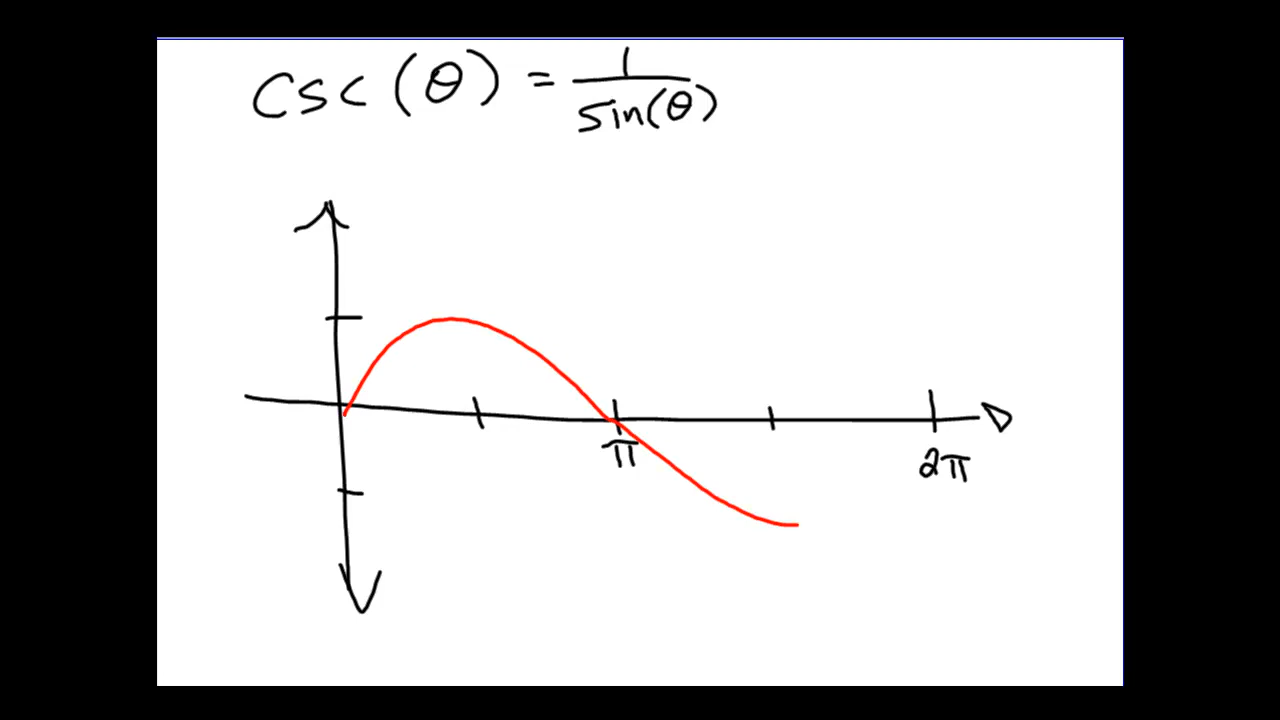 csc(θ) = 1/sin(θ)
π
2π